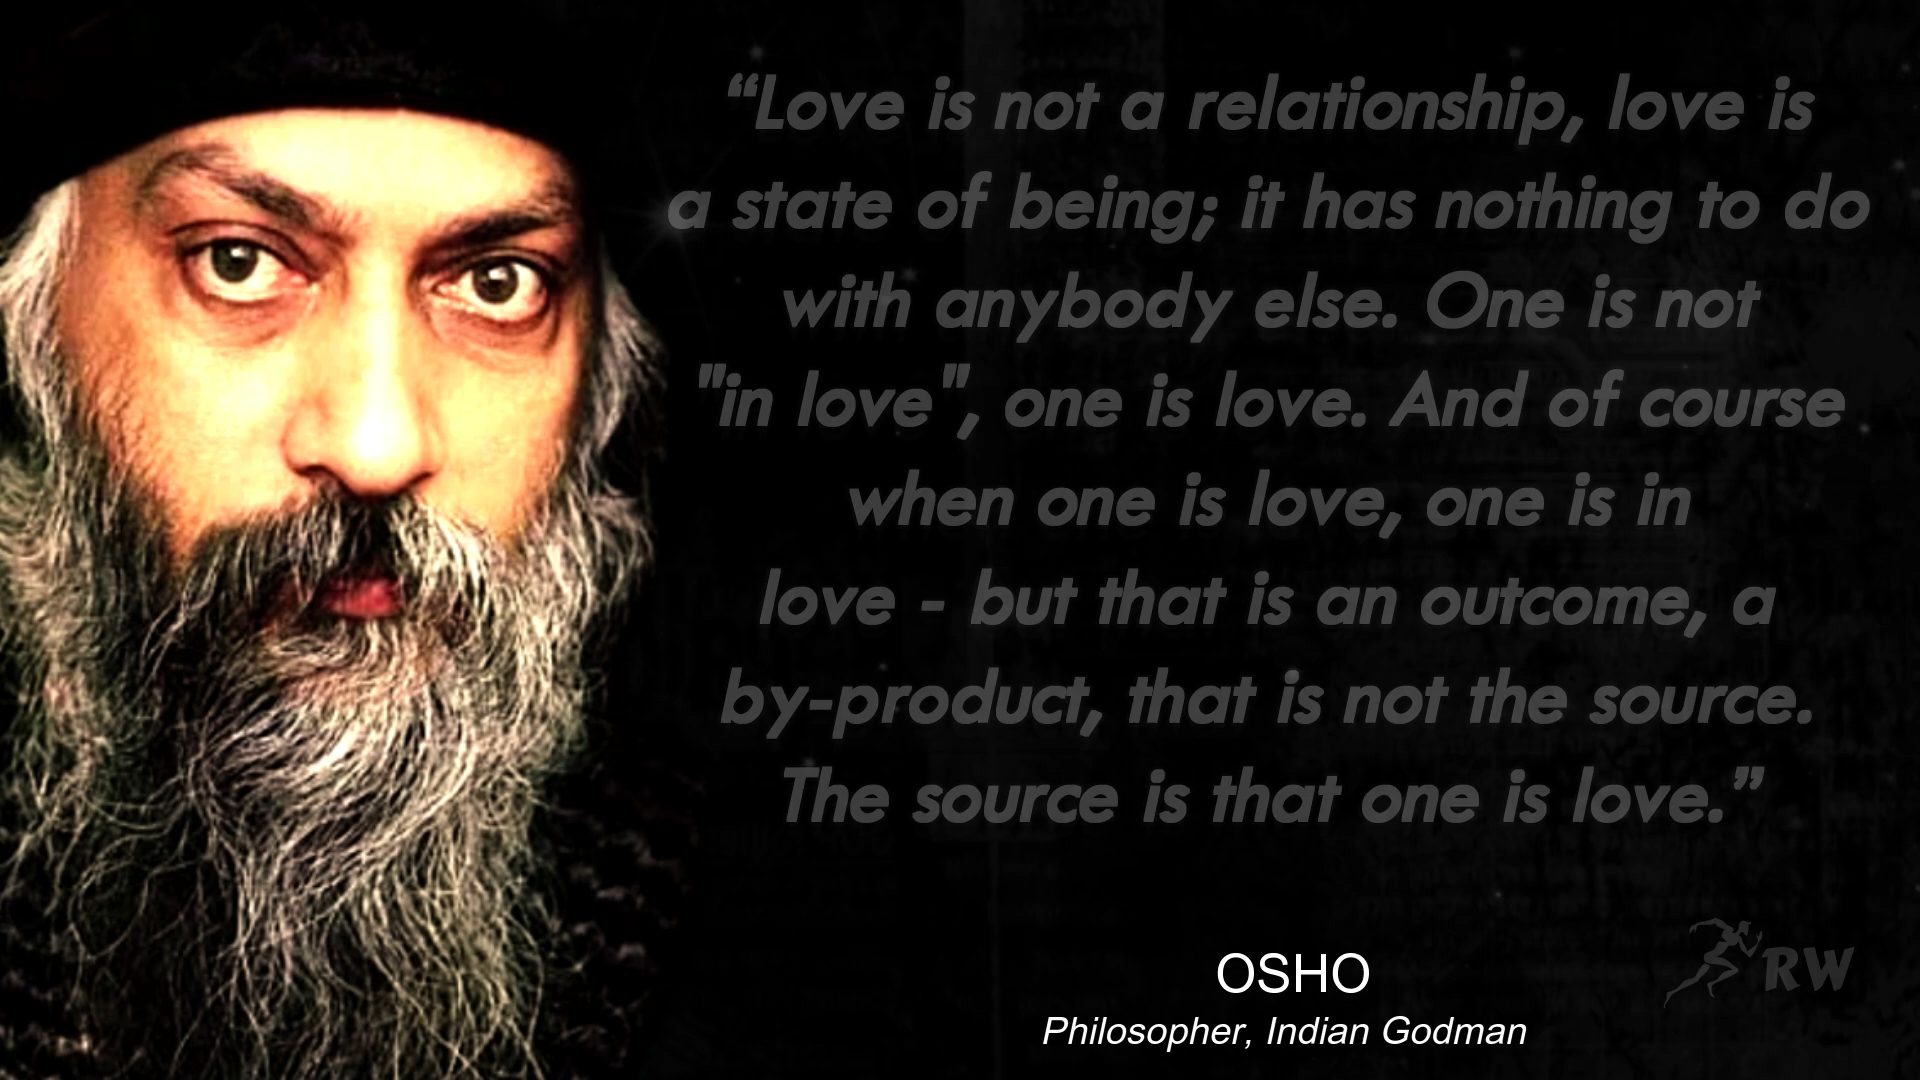 “Love is not a relationship, love is
a state of being; it has nothing to do
with anybody else. One is not
"in love", one is love. And of course
when one is love, one is in
love - but that is an outcome, a
by-product, that is not the source.
The source is that one is love.”
OSHO
Philosopher, Indian Godman
RW